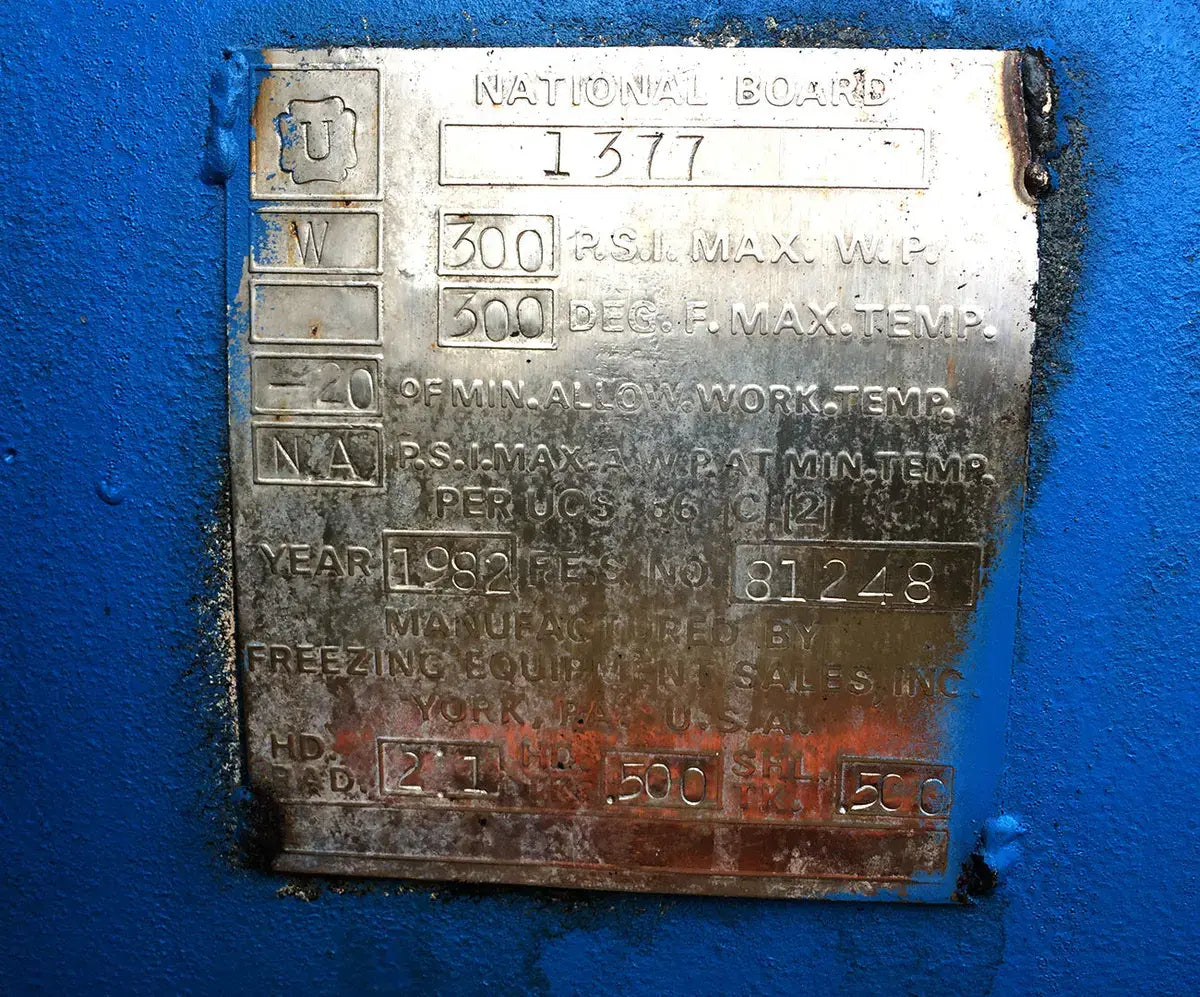 U NATIONAL BOARD
1377
W 300 P.S.I. MAX. W.P.
300 DEG. F. MAX. TEMP.
-20 °F MIN. ALLOW. WORK. TEMP.
N.A P.S.I. MAX. A.W.P. AT MIN. TEMP.
PER UCS 66 C (2)
YEAR 1982 F.E.S. NO. 81248
MANUFACTURED BY
FREEZING EQUIPMENT SALES, INC
YORK, PA. U.S.A.
HD. 2:1 HD. .500 SHL. .500
RAD. TK.